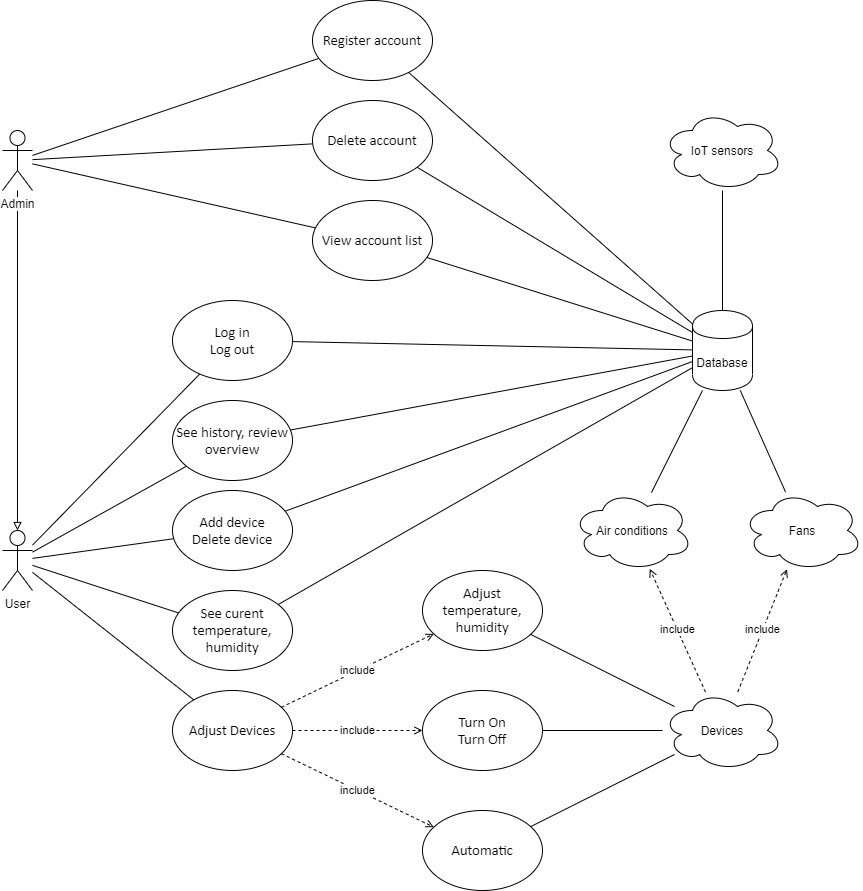 Register account
Delete account
IoT sensors
Admin
View account list
Log in
Log out
Database
See history, review
overview
Add device
Delete device
Air conditions
Fans
User
See curent
temperature,
humidity
Adjust
temperature,
humidity
include
include
include
Adjust Devices
include
Turn On
Turn Off
Devices
include
Automatic